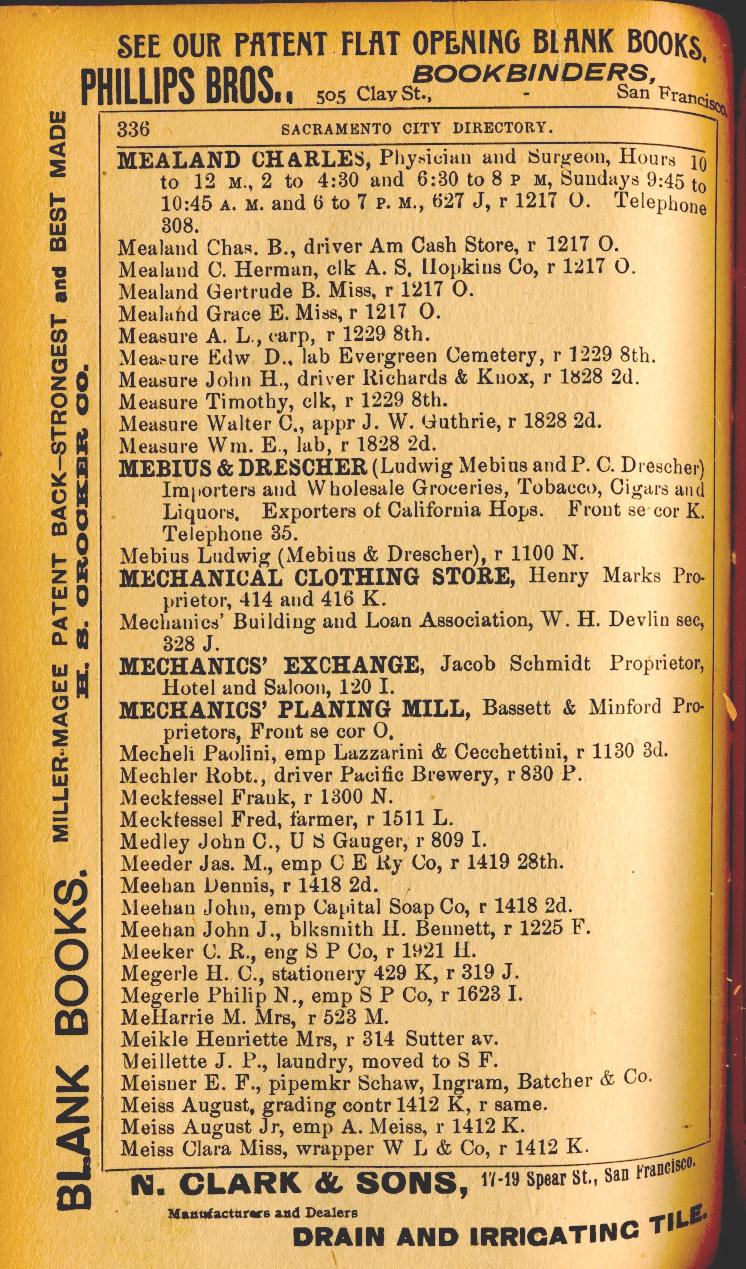 SEE OUR PATENT FLAT OPENING BLANK BOOKS.
PHILLIPS BROS., BOOKBINDERS,
505 Clay St., - San Francisco.
336 SACRAMENTO CITY DIRECTORY.
MEALAND CHARLES, Physician and Surgeon, Hours 10
to 12 M., 2 to 4:30 and 6:30 to 8 P M, Sundays 9:45 to
10:45 A. M. and 6 to 7 P. M., 627 J, r 1217 O. Telephone
308.
Mealand Chas. B., driver Am Cash Store, r 1217 O.
Mealand C. Herman, clk A. S. Hopkins Co, r 1217 O.
Mealand Gertrude B. Miss, r 1217 O.
Mealand Grace E. Miss, r 1217 O.
Measure A. L., carp, r 1229 8th.
Measure Edw D., lab Evergreen Cemetery, r 1229 8th.
Measure John H., driver Richards & Knox, r 1828 2d.
Measure Timothy, clk, r 1229 8th.
Measure Walter C., appr J. W. Guthrie, r 1828 2d.
Measure Wm. E., lab, r 1828 2d.
MEBIUS & DRESCHER (Ludwig Mebius and P. C. Drescher)
Importers and Wholesale Groceries, Tobacco, Cigars and
Liquors. Exporters of California Hops. Front se cor K.
Telephone 35.
Mebius Ludwig (Mebius & Drescher), r 1100 N.
MECHANICAL CLOTHING STORE, Henry Marks Pro-
prietor, 414 and 416 K.
Mechanics' Building and Loan Association, W. H. Devlin sec,
328 J.
MECHANICS' EXCHANGE, Jacob Schmidt Proprietor,
Hotel and Saloon, 120 I.
MECHANICS' PLANING MILL, Bassett & Minford Pro-
prietors, Front se cor O.
Mecheli Paolini, emp Lazzarini & Cecchettini, r 1130 3d.
Mechler Robt., driver Pacific Brewery, r 830 P.
Meckfessel Frank, r 1300 N.
Meckfessel Fred, farmer, r 1511 L.
Medley John C., U S Gauger, r 809 I.
Meeder Jas. M., emp C E Ry Co, r 1419 28th.
Meehan Dennis, r 1418 2d.
Meehan John, emp Capital Soap Co, r 1418 2d.
Meehan John J., blksmith H. Bennett, r 1225 F.
Meeker C. R., eng S P Co, r 1921 H.
Megerle H. C., stationery 429 K, r 319 J.
Megerle Philip N., emp S P Co, r 1623 I.
MeHarrie M. Mrs, r 523 M.
Meikle Henriette Mrs, r 314 Sutter av.
Meillette J. P., laundry, moved to S F.
Meisner E. F., pipemkr Schaw, Ingram, Batcher & Co.
Meiss August, grading contr 1412 K, r same.
Meiss August Jr, emp A. Meiss, r 1412 K.
Meiss Clara Miss, wrapper W L & Co, r 1412 K.
N. CLARK & SONS, 17-19 Spear St., San Francisco.
Manufacturers and Dealers
DRAIN AND IRRIGATING TILE.
BLANK BOOKS. MILLER-MAGEE PATENT BACK—STRONGEST and BEST MADE
H. S. CROCKER CO.